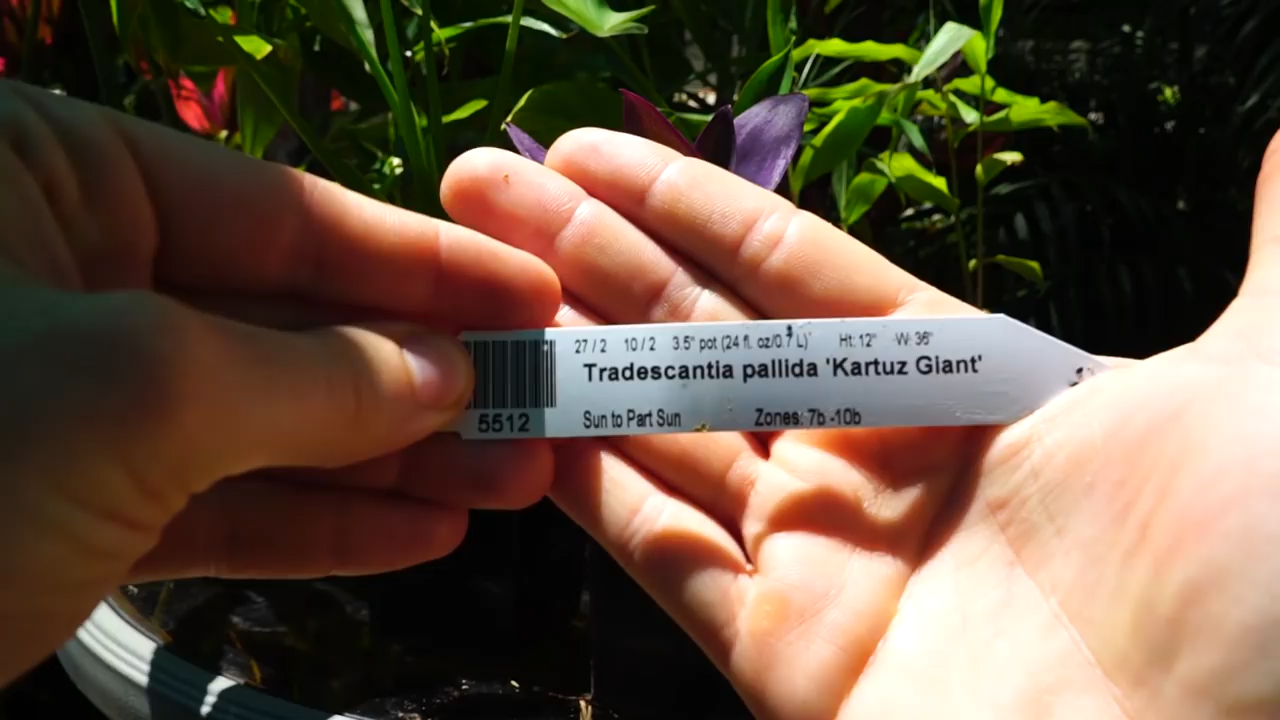 27/2 10/2 3.5" pot (24 fl. oz/0.7 L) Ht: 12" W: 36"
Tradescantia pallida 'Kartuz Giant'
Sun to Part Sun Zones: 7b -10b
5512